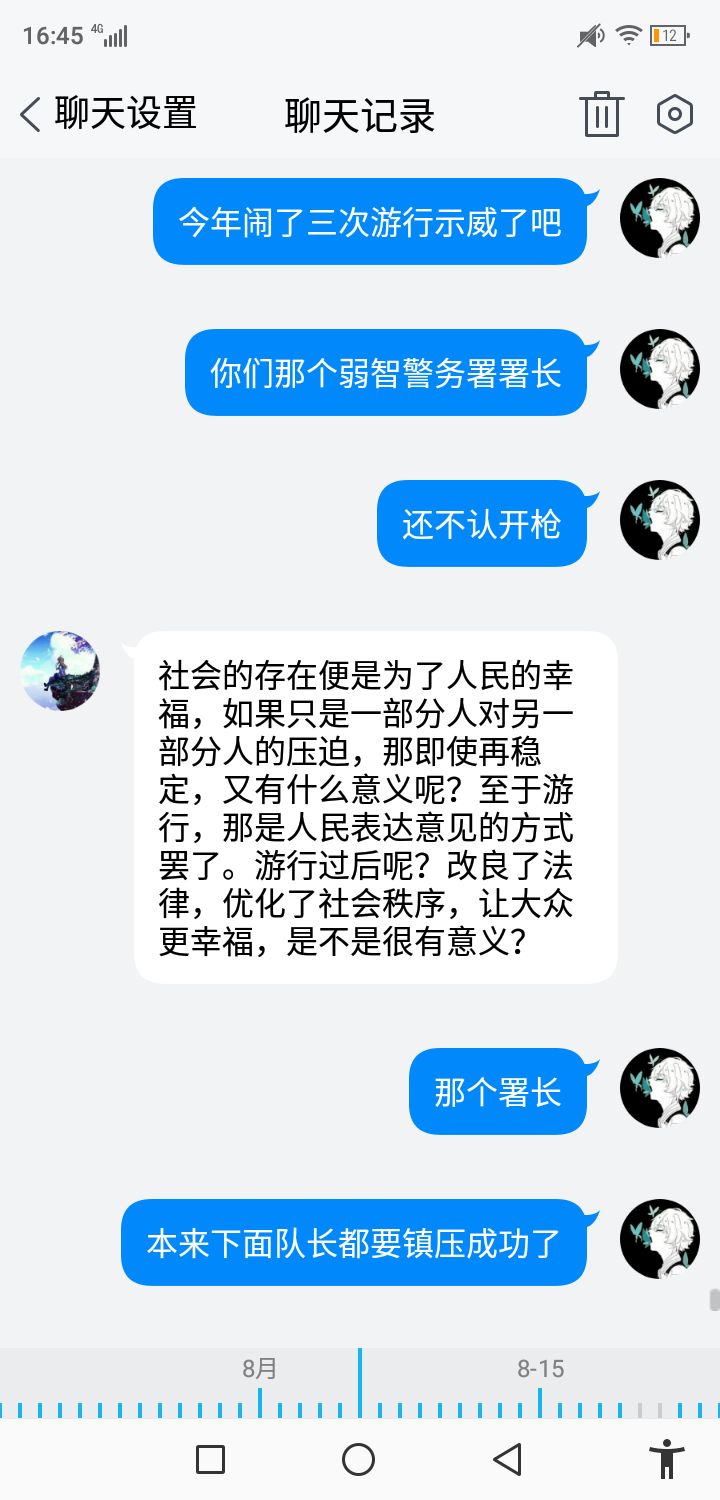 16:45 4G 12
聊天设置 聊天记录
今年闹了三次游行示威了吧
你们那个弱智警务署署长
还不认开枪
社会的存在便是为了人民的幸
福，如果只是一部分人对另一
部分人的压迫，那即使再稳
定，又有什么意义呢？至于游
行，那是人民表达意见的方式
罢了。游行过后呢？改良了法
律，优化了社会秩序，让大众
更幸福，是不是很有意义？
那个署长
本来下面队长都要镇压成功了
8月 8-15